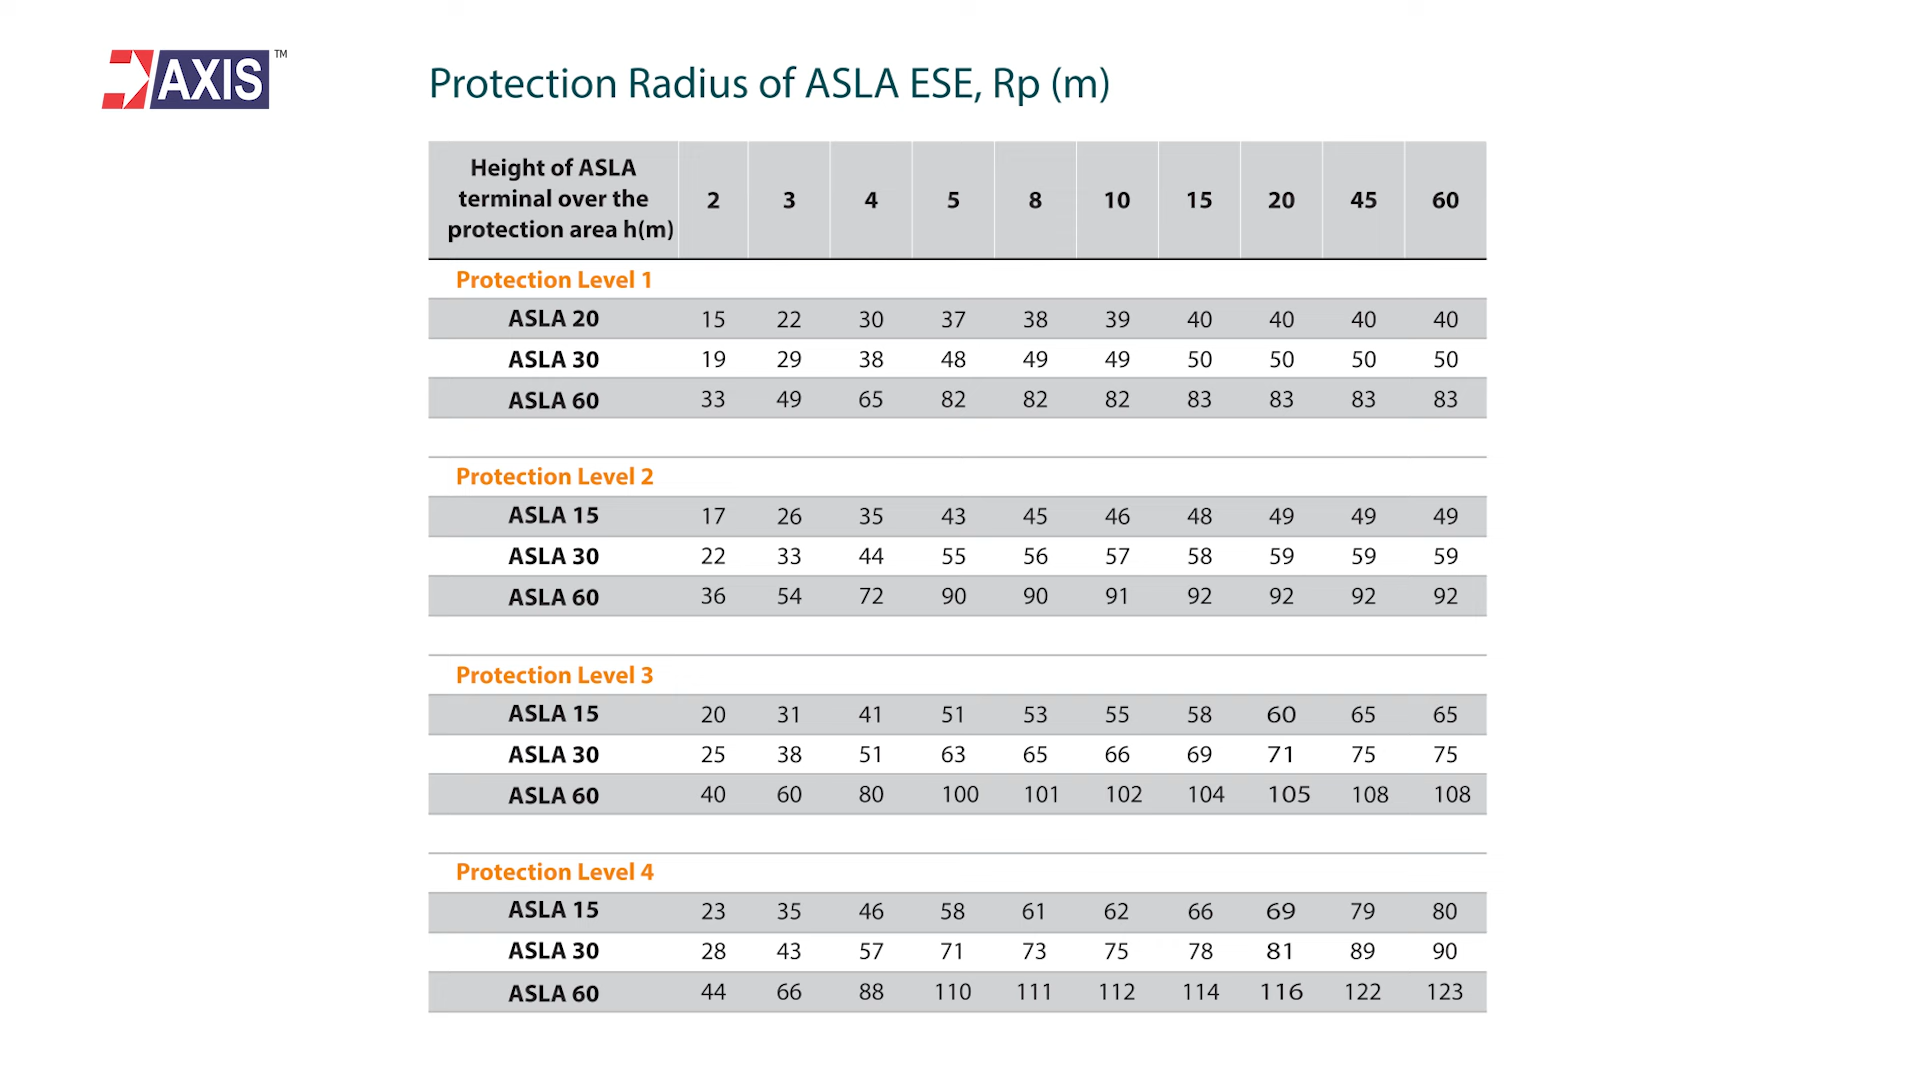 AXIS™
Protection Radius of ASLA ESE, Rp (m)
Height of ASLA
terminal over the
protection area h(m)
2 3 4 5 8 10 15 20 45 60
Protection Level 1
ASLA 20 15 22 30 37 38 39 40 40 40 40
ASLA 30 19 29 38 48 49 49 50 50 50 50
ASLA 60 33 49 65 82 82 82 83 83 83 83
Protection Level 2
ASLA 15 17 26 35 43 45 46 48 49 49 49
ASLA 30 22 33 44 55 56 57 58 59 59 59
ASLA 60 36 54 72 90 90 91 92 92 92 92
Protection Level 3
ASLA 15 20 31 41 51 53 55 58 60 65 65
ASLA 30 25 38 51 63 65 66 69 71 75 75
ASLA 60 40 60 80 100 101 102 104 105 108 108
Protection Level 4
ASLA 15 23 35 46 58 61 62 66 69 79 80
ASLA 30 28 43 57 71 73 75 78 81 89 90
ASLA 60 44 66 88 110 111 112 114 116 122 123